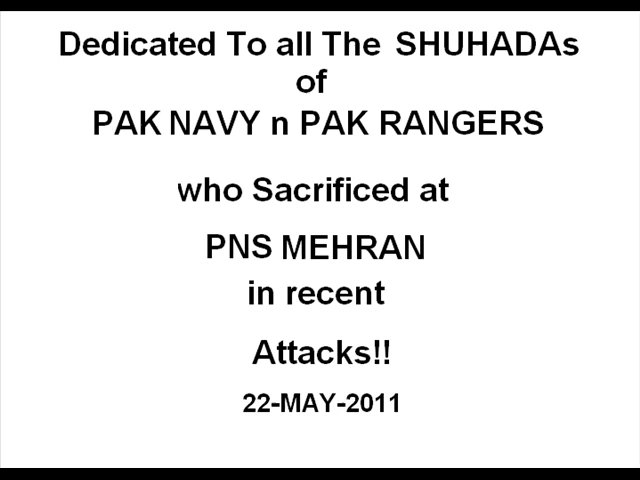 Dedicated To all The SHUHADAs
of
PAK NAVY n PAK RANGERS
who Sacrificed at
PNS MEHRAN
in recent
Attacks!!
22-MAY-2011